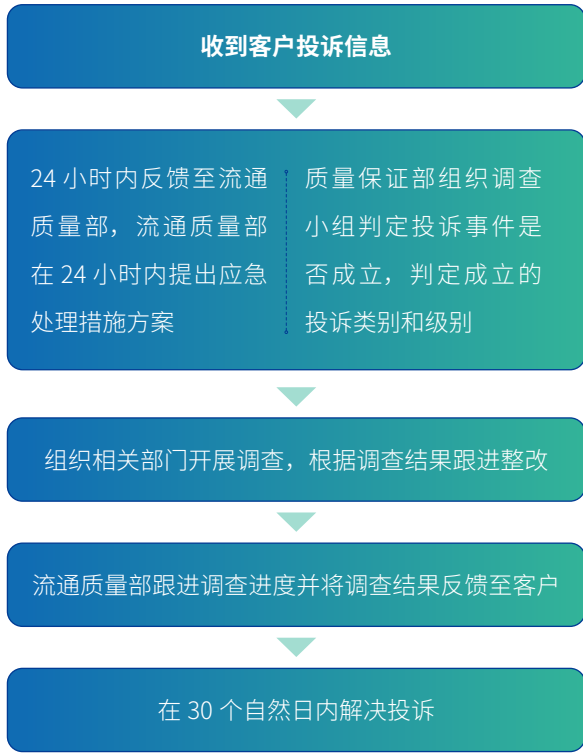 收到客户投诉信息
24 小时内反馈至流通
质量部，流通质量部
在 24 小时内提出应急
处理措施方案
质量保证部组织调查
小组判定投诉事件是
否成立，判定成立的
投诉类别和级别
组织相关部门开展调查，根据调查结果跟进整改
流通质量部跟进调查进度并将调查结果反馈至客户
在 30 个自然日内解决投诉